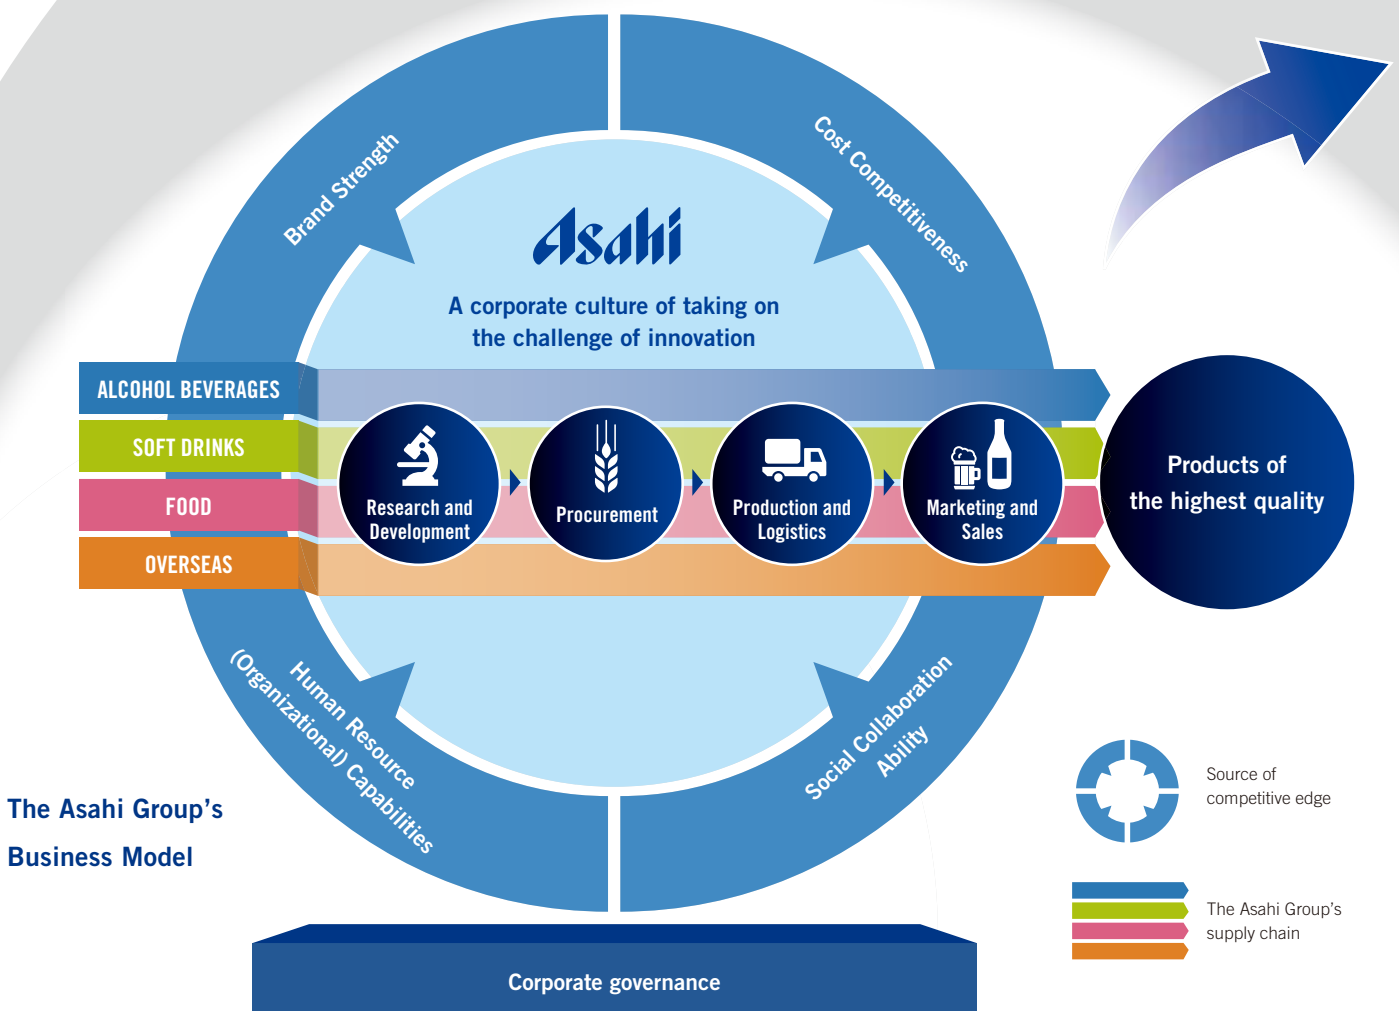 Brand Strength
Cost Competitiveness
Asahi
A corporate culture of taking on
the challenge of innovation
ALCOHOL BEVERAGES
SOFT DRINKS
FOOD
OVERSEAS
Research and
Development
Procurement
Production and
Logistics
Marketing and
Sales
Products of
the highest quality
Human Resource
(Organizational) Capabilities
Social Collaboration
Ability
The Asahi Group's
Business Model
Source of
competitive edge
The Asahi Group's
supply chain
Corporate governance